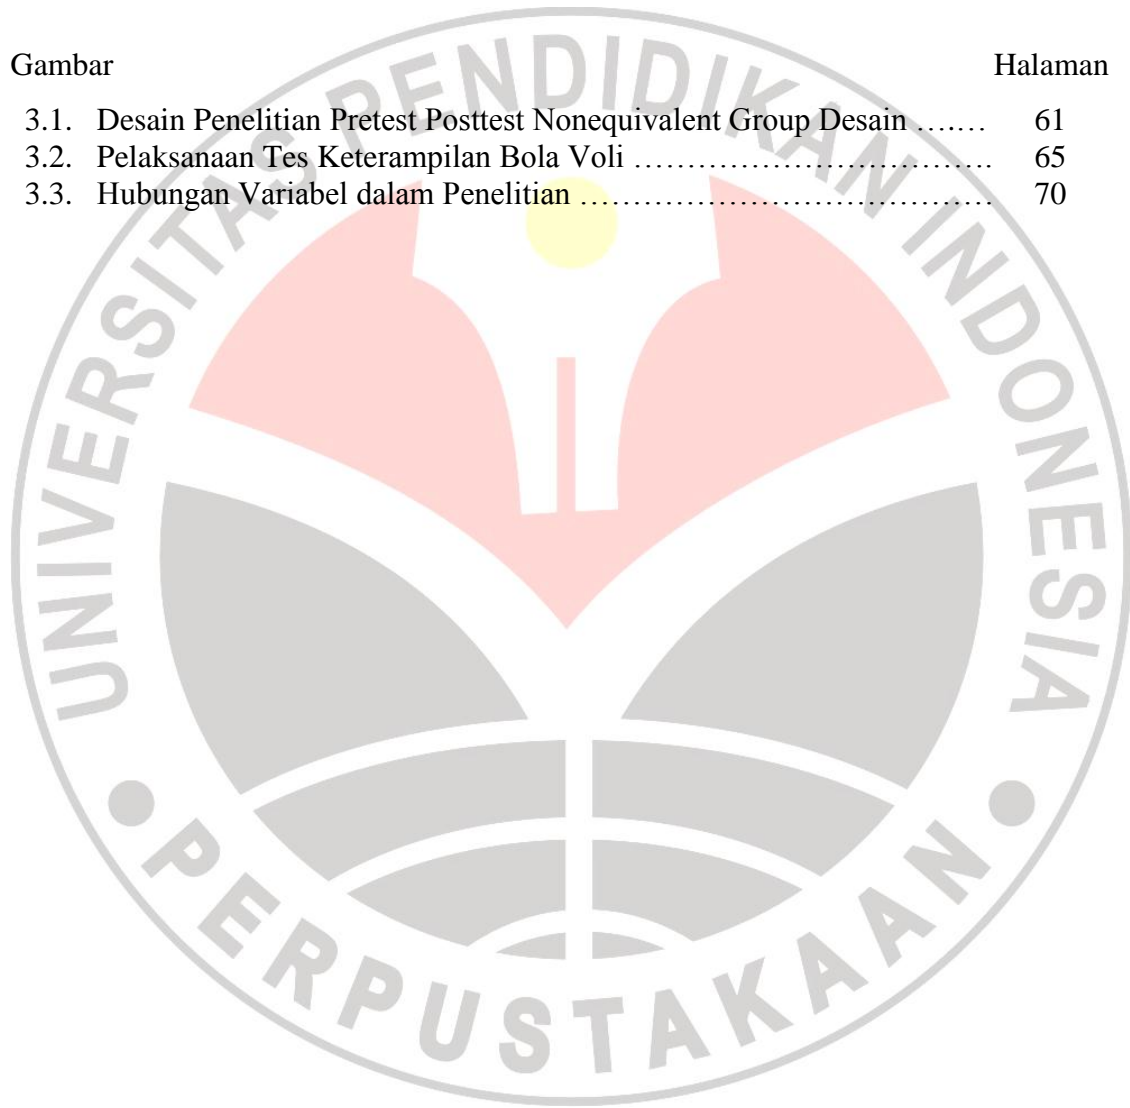 Gambar Halaman
3.1. Desain Penelitian Pretest Posttest Nonequivalent Group Desain ….… 61
3.2. Pelaksanaan Tes Keterampilan Bola Voli …………………………… 65
3.3. Hubungan Variabel dalam Penelitian ………………………………… 70
UNIVERSITAS PENDIDIKAN INDONESIA
PERPUSTAKAAN